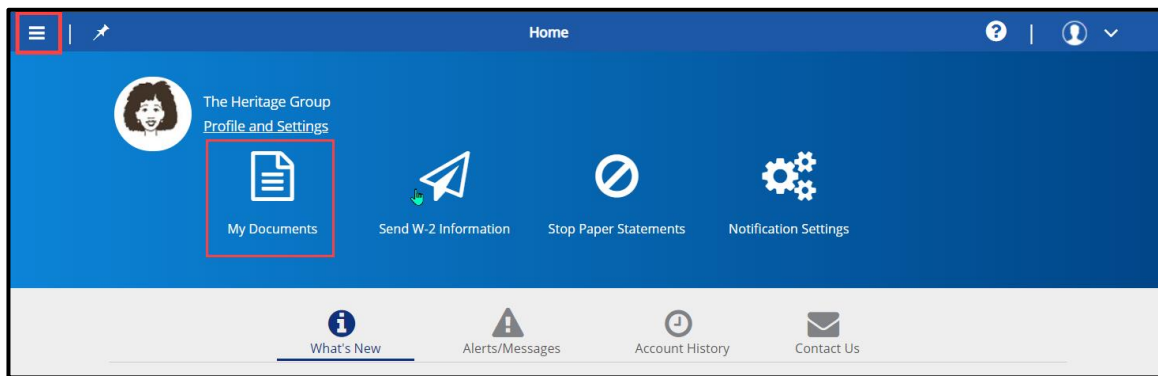 Home
The Heritage Group
Profile and Settings
My Documents
Send W-2 Information
Stop Paper Statements
Notification Settings
What's New
Alerts/Messages
Account History
Contact Us